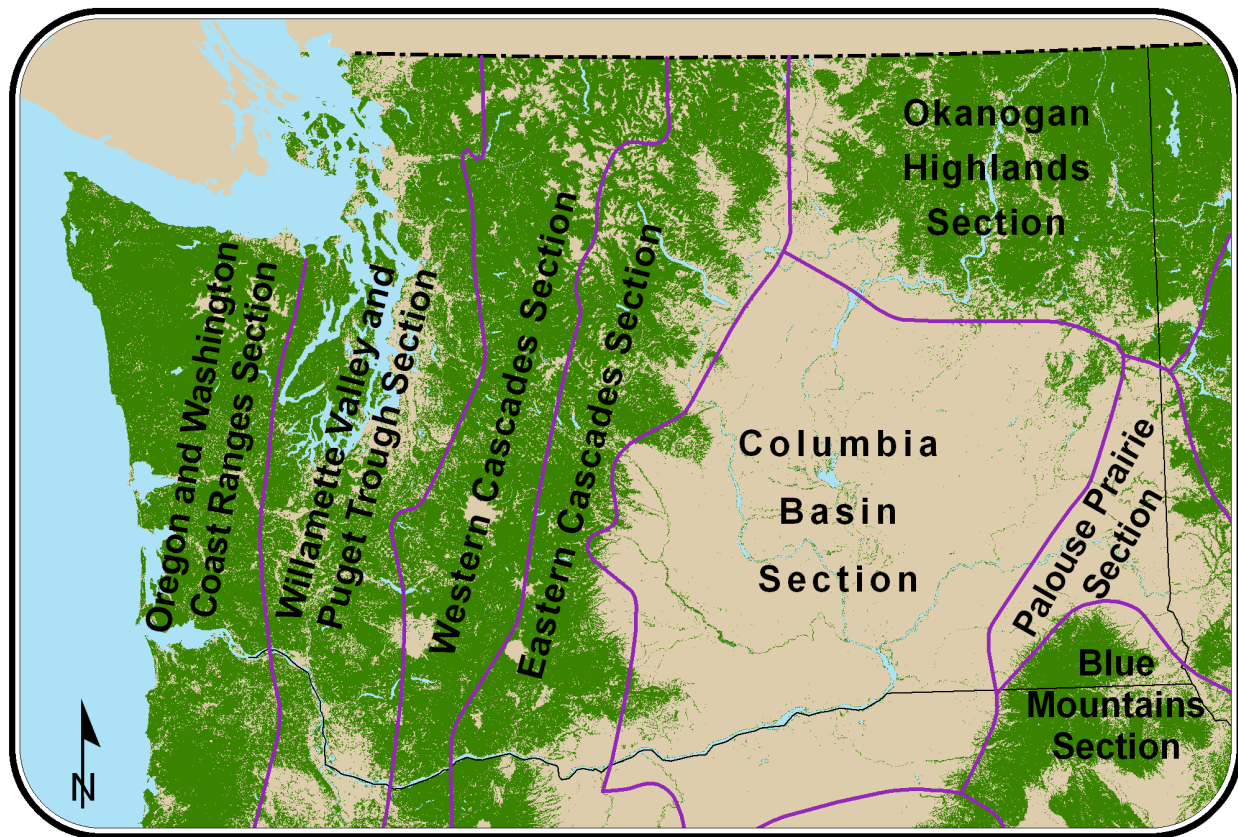 Okanogan
Highlands
Section
Oregon and Washington
Coast Ranges Section
Willamette Valley and
Puget Trough Section
Western Cascades Section
Eastern Cascades Section
Columbia
Basin
Section
Palouse Prairie
Section
Blue
Mountains
Section
N